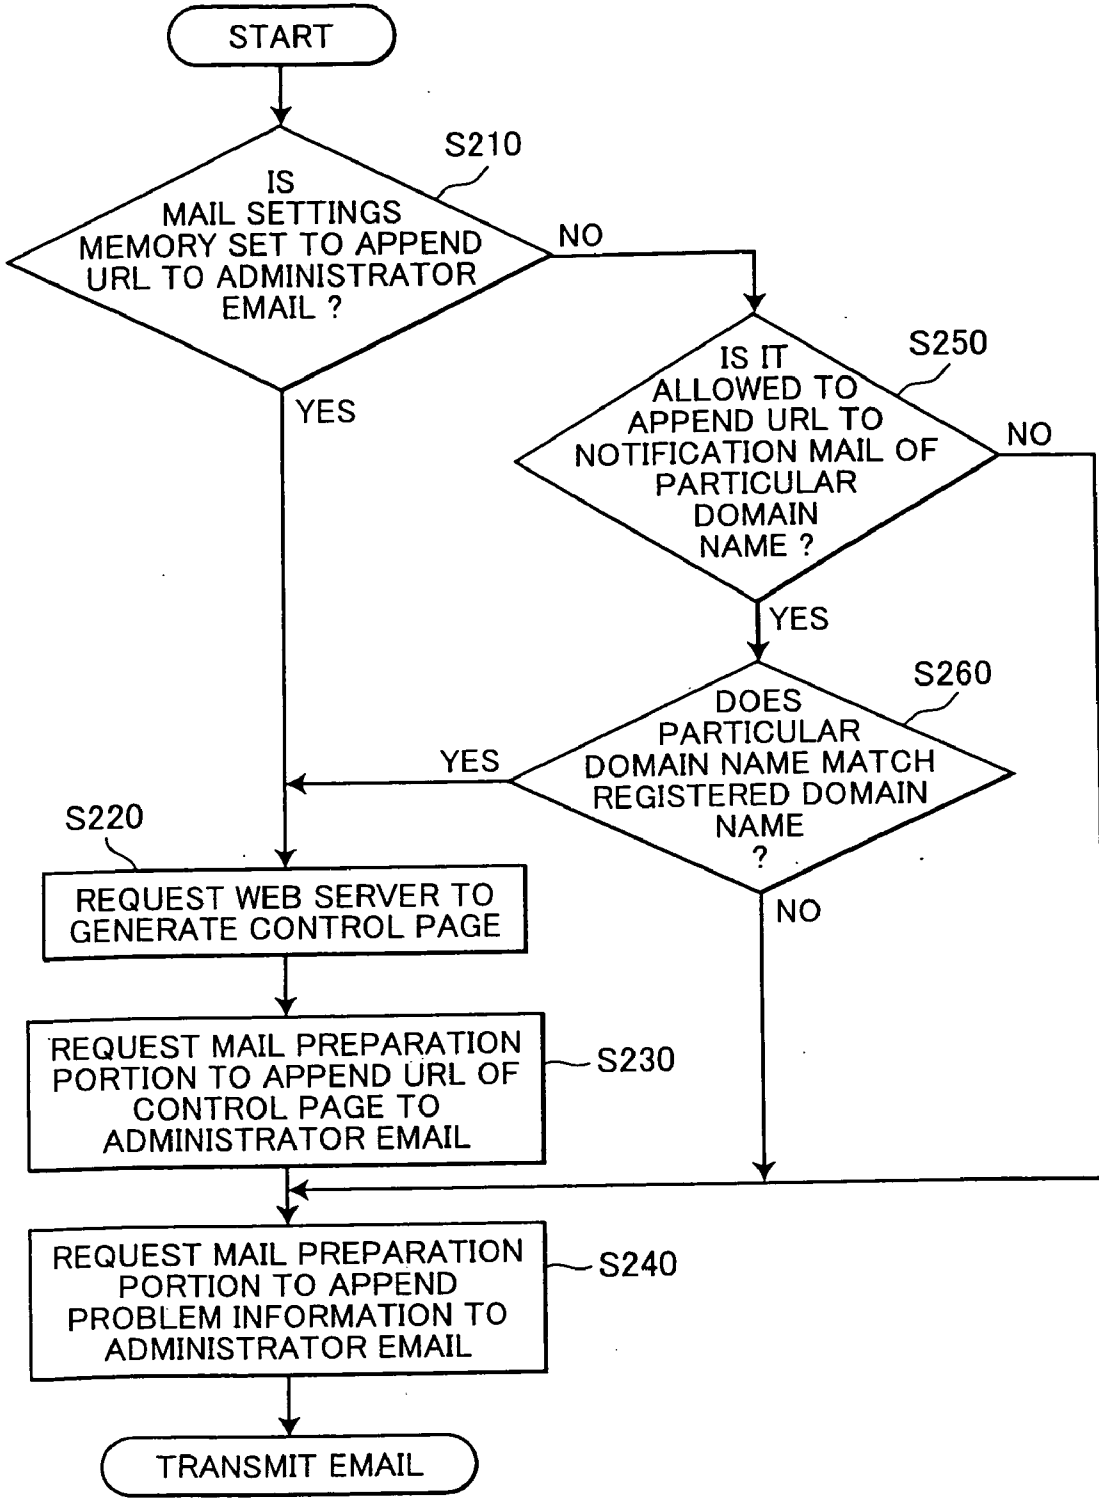 START
S210
IS
MAIL SETTINGS
MEMORY SET TO APPEND
URL TO ADMINISTRATOR
EMAIL ?
NO
YES
S250
IS IT
ALLOWED TO
APPEND URL TO
NOTIFICATION MAIL OF
PARTICULAR
DOMAIN
NAME ?
NO
YES
S260
DOES
PARTICULAR
DOMAIN NAME MATCH
REGISTERED DOMAIN
NAME
?
YES
NO
S220
REQUEST WEB SERVER TO
GENERATE CONTROL PAGE
REQUEST MAIL PREPARATION
PORTION TO APPEND URL OF
CONTROL PAGE TO
ADMINISTRATOR EMAIL
S230
REQUEST MAIL PREPARATION
PORTION TO APPEND
PROBLEM INFORMATION TO
ADMINISTRATOR EMAIL
S240
TRANSMIT EMAIL